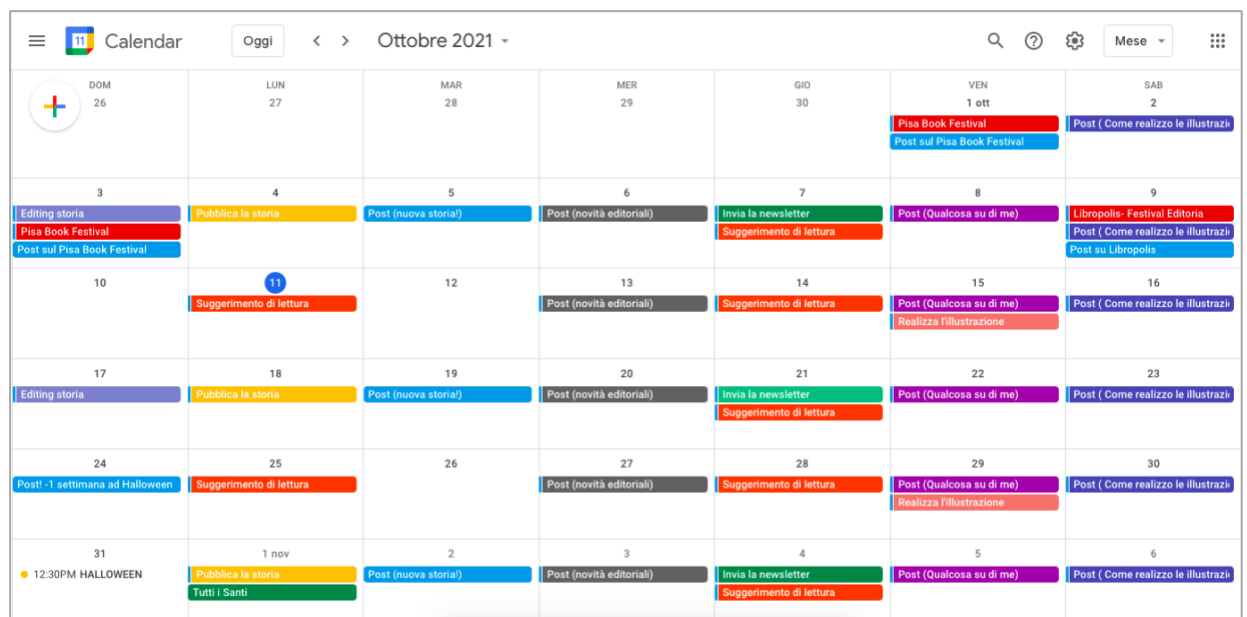 11 Calendar Oggi Ottobre 2021 Mese
DOM LUN MAR MER GIO VEN SAB
26 27 28 29 30 1 ott 2
Pisa Book Festival Post ( Come realizzo le illustrazi
Post sul Pisa Book Festival
3 4 5 6 7 8 9
Editing storia Pubblica la storia Post (nuova storia!) Post (novità editoriali) Invia la newsletter Post (Qualcosa su di me) Libropolis- Festival Editoria
Pisa Book Festival Suggerimento di lettura Post ( Come realizzo le illustrazi
Post sul Pisa Book Festival Post su Libropolis
10 11 12 13 14 15 16
Suggerimento di lettura Post (novità editoriali) Suggerimento di lettura Post (Qualcosa su di me) Post ( Come realizzo le illustrazi
Realizza l'illustrazione
17 18 19 20 21 22 23
Editing storia Pubblica la storia Post (nuova storia!) Post (novità editoriali) Invia la newsletter Post (Qualcosa su di me) Post ( Come realizzo le illustrazi
Suggerimento di lettura
24 25 26 27 28 29 30
Post! -1 settimana ad Halloween Suggerimento di lettura Post (novità editoriali) Suggerimento di lettura Post (Qualcosa su di me) Post ( Come realizzo le illustrazi
Realizza l'illustrazione
31 1 nov 2 3 4 5 6
12:30PM HALLOWEEN Pubblica la storia Post (nuova storia!) Post (novità editoriali) Invia la newsletter Post (Qualcosa su di me) Post ( Come realizzo le illustrazi
Tutti i Santi Suggerimento di lettura